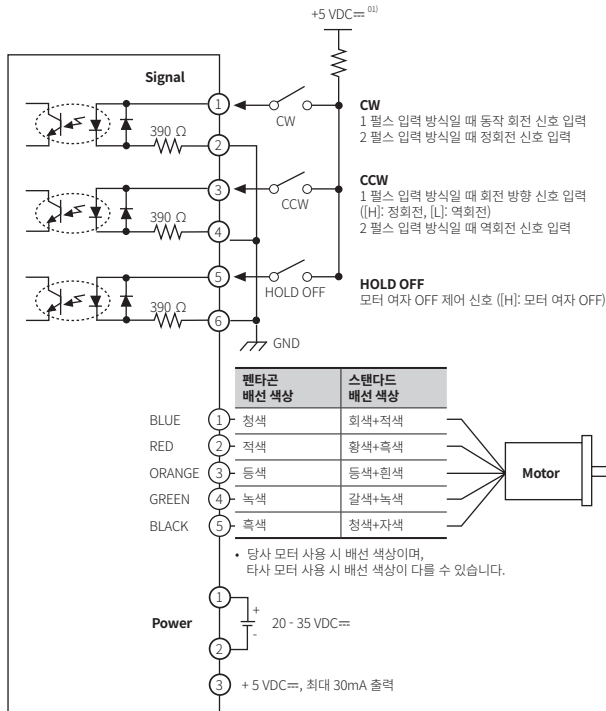 +5 VDC⎓ 01)
Signal
1
390 Ω
2
CW
CW
1 펄스 입력 방식일 때 동작 회전 신호 입력
2 펄스 입력 방식일 때 정회전 신호 입력
3
390 Ω
4
CCW
CCW
1 펄스 입력 방식일 때 회전 방향 신호 입력
([H]: 정회전, [L]: 역회전)
2 펄스 입력 방식일 때 역회전 신호 입력
5
390 Ω
6
HOLD OFF
HOLD OFF
모터 여자 OFF 제어 신호 ([H]: 모터 여자 OFF)
GND
펜타곤
배선 색상
스탠다드
배선 색상
BLUE 1 청색 회색+적색
RED 2 적색 황색+흑색
ORANGE 3 등색 등색+흰색
GREEN 4 녹색 갈색+녹색
BLACK 5 흑색 청색+자색
Motor
• 당사 모터 사용 시 배선 색상이며,
타사 모터 사용 시 배선 색상이 다를 수 있습니다.
Power
1
+
20 - 35 VDC⎓
-
2
3 + 5 VDC⎓, 최대 30mA 출력